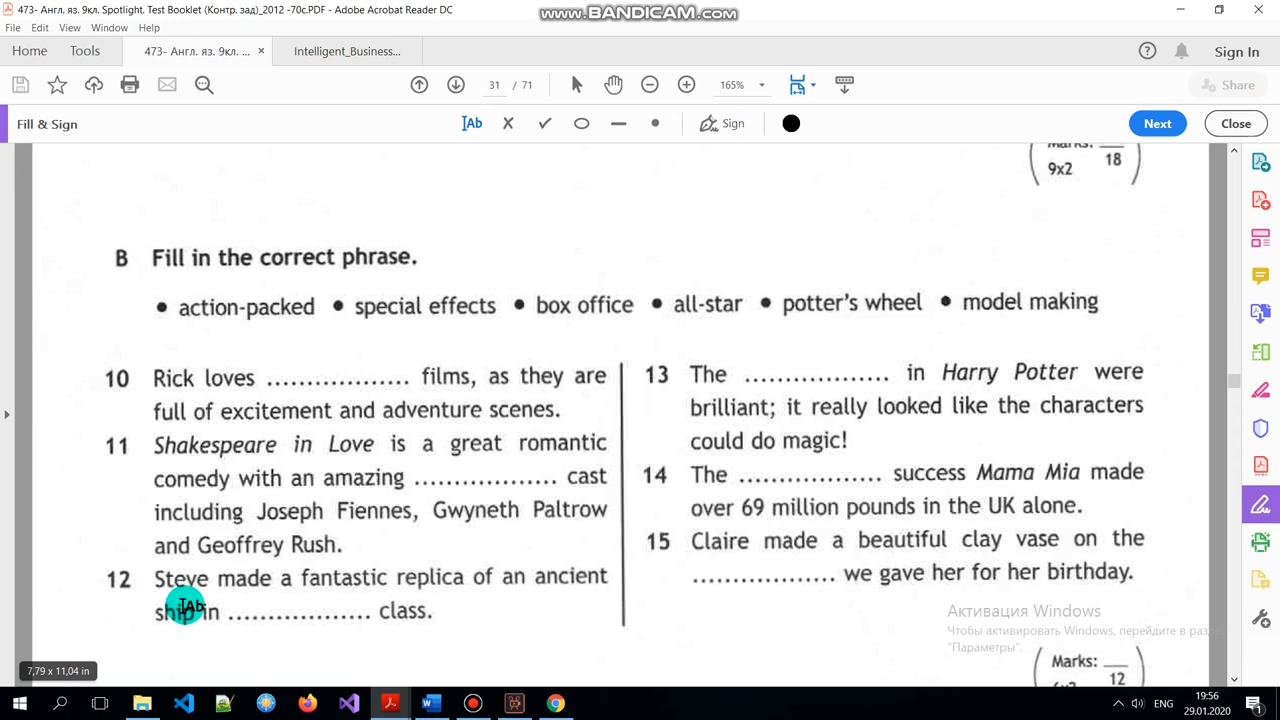 473- Англ. яз. 9кл. Spotlight. Test Booklet (Контр. зад)_2012 -70с.PDF - Adobe Acrobat Reader DC
www.BANDICAM.com
File Edit View Window Help
Home Tools 473- Англ. яз. 9кл. ... × Intelligent_Business... Sign In
31 / 71 165% Share
Fill & Sign Ab Sign Next Close
Marks:
9x2 18
B Fill in the correct phrase.
• action-packed • special effects • box office • all-star • potter's wheel • model making
10 Rick loves .................. films, as they are
full of excitement and adventure scenes.
11 Shakespeare in Love is a great romantic
comedy with an amazing .................. cast
including Joseph Fiennes, Gwyneth Paltrow
and Geoffrey Rush.
12 Steve made a fantastic replica of an ancient
ship in .................. class.
13 The .................. in Harry Potter were
brilliant; it really looked like the characters
could do magic!
14 The .................. success Mama Mia made
over 69 million pounds in the UK alone.
15 Claire made a beautiful clay vase on the
.................. we gave her for her birthday.
Ab
Активация Windows
Чтобы активировать Windows, перейдите в раз
"Параметры".
Marks:
6x2 12
7,79 x 11,04 in
ENG 19:56
29.01.2020
1